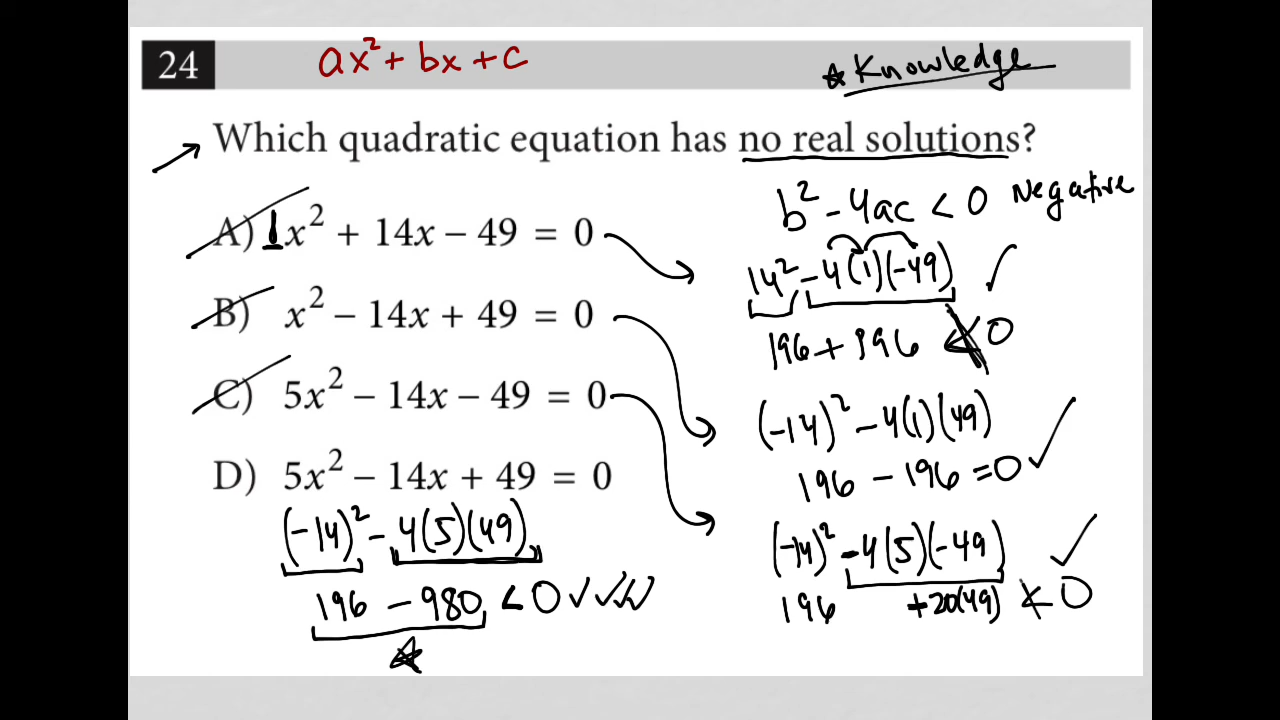 24 ax² + bx + c ☆ Knowledge
Which quadratic equation has no real solutions?
b² - 4ac < 0 Negative
A) 1x² + 14x − 49 = 0
14² - 4(1)(-49) ✓
196 + 196 < 0
B) x² − 14x + 49 = 0
(-14)² - 4(1)(49)
196 - 196 = 0 ✓
C) 5x² − 14x − 49 = 0
(-14)² - 4(5)(-49) ✓
196 +20(49) < 0
D) 5x² − 14x + 49 = 0
(-14)² - 4(5)(49)
196 - 980 < 0 ✓✓✓✓
☆